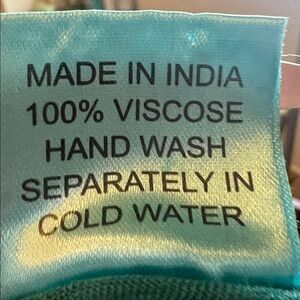 MADE IN INDIA
100% VISCOSE
HAND WASH
SEPARATELY IN
COLD WATER